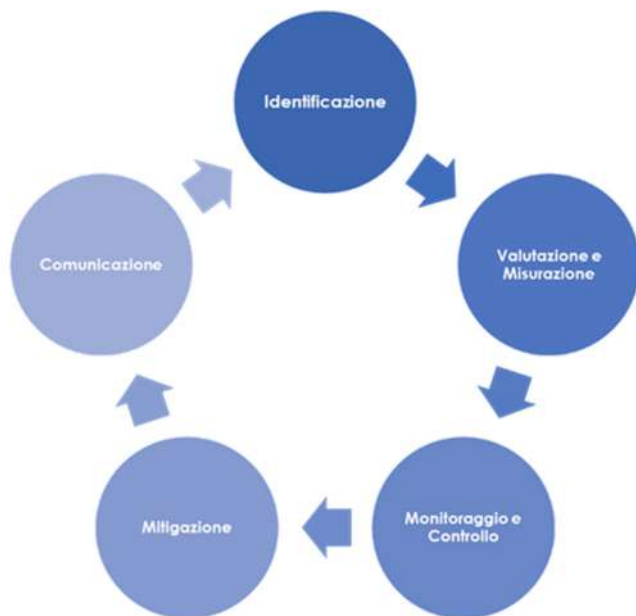 Identificazione
Valutazione e
Misurazione
Monitoraggio e
Controllo
Mitigazione
Comunicazione